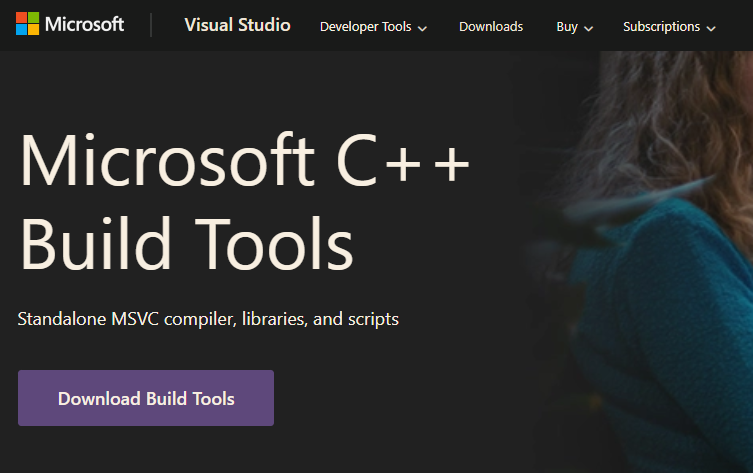 Microsoft Visual Studio Developer Tools Downloads Buy Subscriptions
Microsoft C++
Build Tools
Standalone MSVC compiler, libraries, and scripts
Download Build Tools